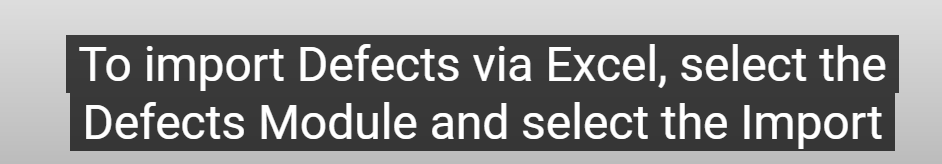 To import Defects via Excel, select the
Defects Module and select the Import